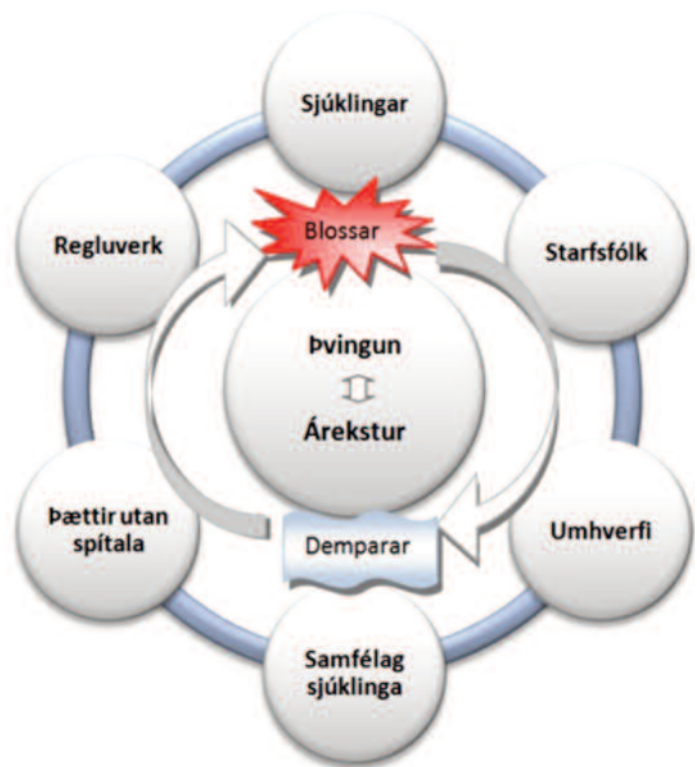 Sjúklingar
Blossar
Regluverk
Starfsfólk
Þvingun
Árekstur
Þættir utan
spítala
Demparar
Umhverfi
Samfélag
sjúklinga